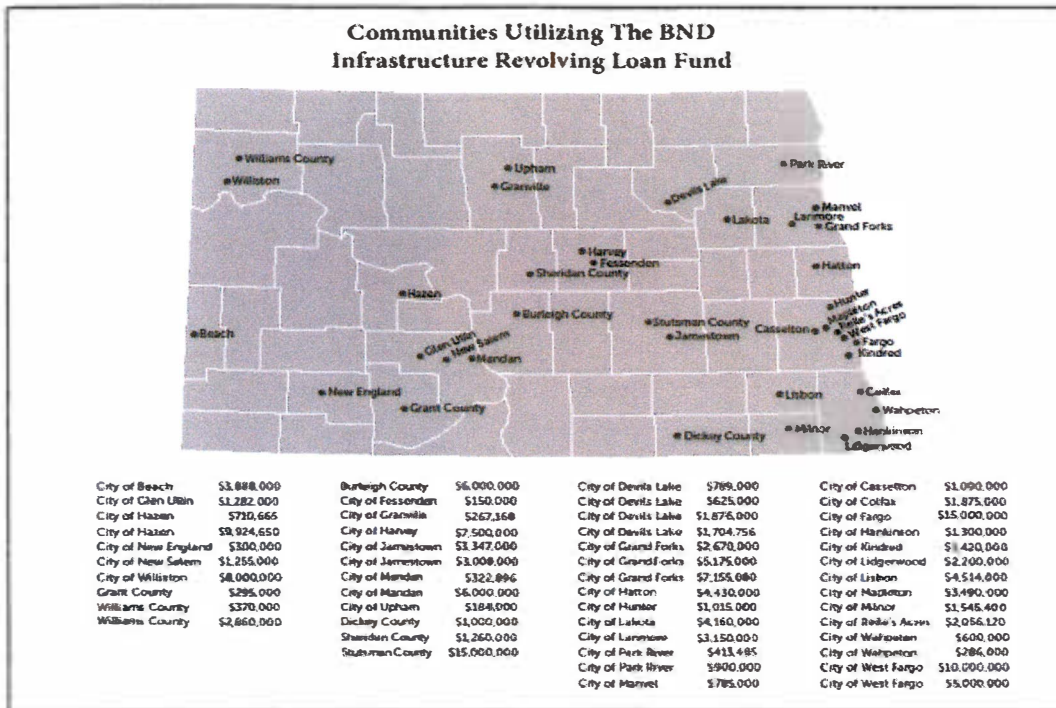 Communities Utilizing The BND
Infrastructure Revolving Loan Fund
Williams County
Williston
Upham
Granville
Devils Lake
Park River
Manvel
Larimore
Grand Forks
Lakota
Harvey
Fessenden
Sheridan County
Hatton
Hazen
Burleigh County
Stutsman County
Jamestown
Hunter
Mapleton
Reile's Acres
West Fargo
Casselton
Fargo
Kindred
Beach
Glen Ullin
New Salem
Mandan
New England
Grant County
Lisbon
Colfax
Wahpeton
Dickey County
Milnor
Hankinson
Lidgerwood
City of Beach $3,888,000
City of Glen Ullin $1,282,000
City of Hazen $710,665
City of Hazen $9,924,650
City of New England $300,000
City of New Salem $1,255,000
City of Williston $8,000,000
Grant County $295,000
Williams County $370,000
Williams County $2,860,000
Burleigh County $6,000,000
City of Fessenden $150,000
City of Granville $267,168
City of Harvey $7,500,000
City of Jamestown $3,347,000
City of Jamestown $3,008,000
City of Mandan $322,896
City of Mandan $6,000,000
City of Upham $184,000
Dickey County $1,000,000
Sheridan County $1,260,000
Stutsman County $15,000,000
City of Devils Lake $789,000
City of Devils Lake $625,000
City of Devils Lake $1,876,000
City of Devils Lake $1,704,756
City of Grand Forks $2,670,000
City of Grand Forks $5,175,000
City of Grand Forks $7,155,080
City of Hatton $4,430,000
City of Hunter $1,015,000
City of Lakota $4,160,000
City of Larimore $3,150,000
City of Park River $413,485
City of Park River $900,000
City of Manvel $785,000
City of Casselton $1,090,000
City of Colfax $1,875,000
City of Fargo $15,000,000
City of Hankinson $1,300,000
City of Kindred
City of Lidgerwood $2,200,000
City of Lisbon $4,514,000
City of Mapleton $3,490,000
City of Milnor $1,545,400
City of Reile's Acres $2,056,120
City of Wahpeton $600,000
City of Wahpeton $286,000
City of West Fargo $10,000,000
City of West Fargo $5,000,000